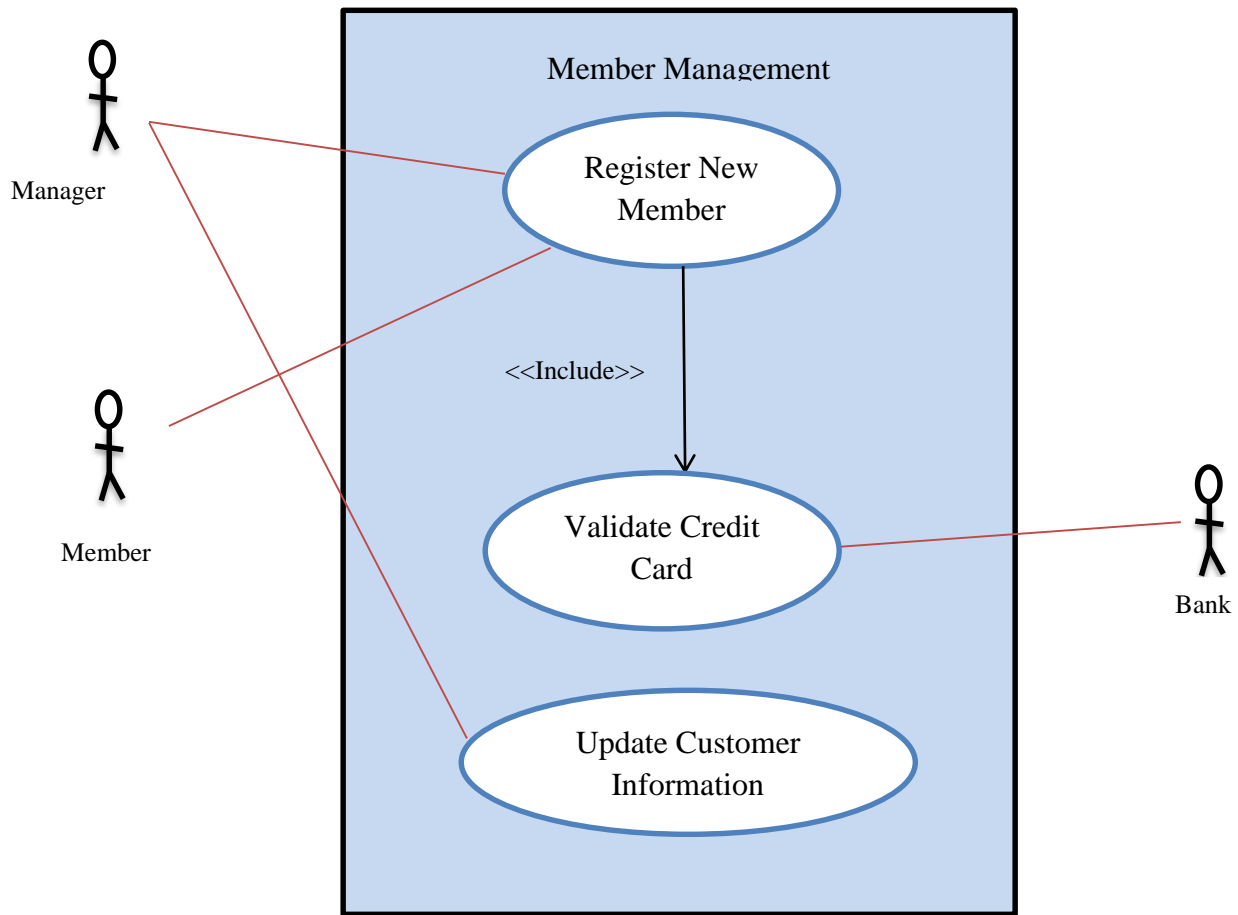 Member Management
Register New
Member
Manager
<<Include>>
Member
Validate Credit
Card
Bank
Update Customer
Information